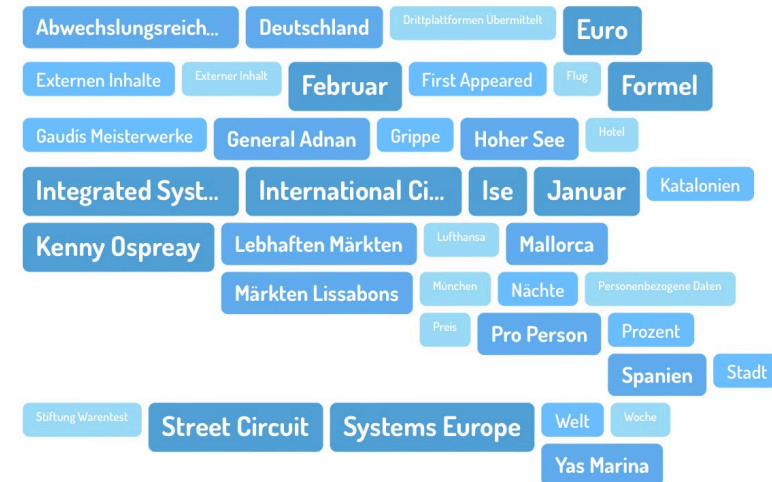 Abwechslungsreich... Deutschland Drittplattformen Übermittelt Euro
Externen Inhalte Externer Inhalt Februar First Appeared Flug Formel
Gaudís Meisterwerke General Adnan Grippe Hoher See Hotel
Integrated Syst... International Ci... Ise Januar Katalonien
Kenny Ospreay Lebhaften Märkten Lufthansa Mallorca
Märkten Lissabons München Nächte Personenbezogene Daten
Preis Pro Person Prozent
Spanien Stadt
Stiftung Warentest Street Circuit Systems Europe Welt Woche
Yas Marina